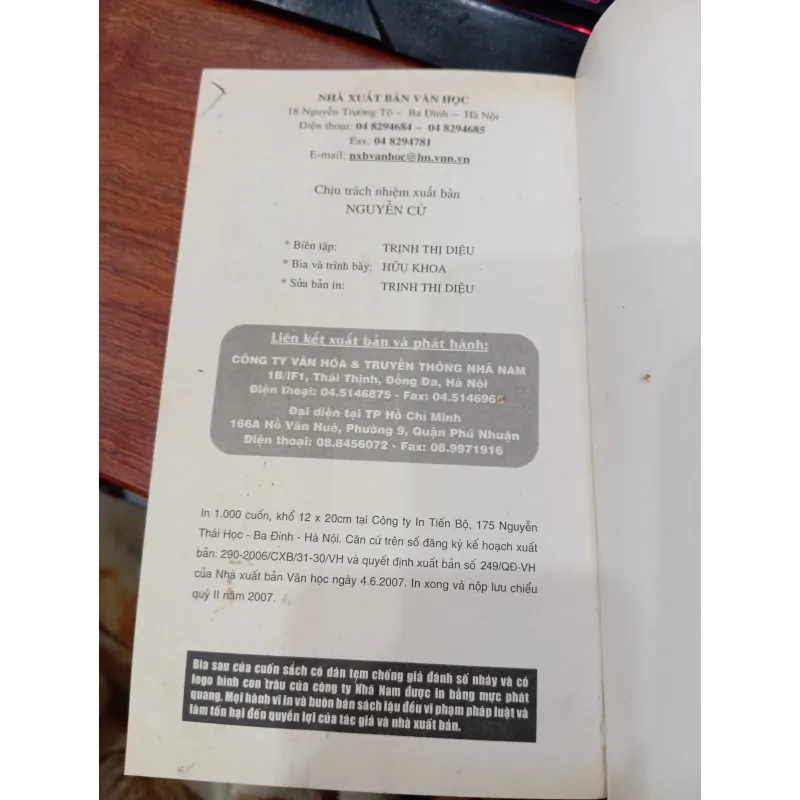 NHÀ XUẤT BẢN VĂN HỌC
18 Nguyễn Trường Tộ – Ba Đình – Hà Nội
Điện thoại: 04 8294684 – 04 8294685
Fax: 04 8294781
E-mail: nxbvanhoc@hn.vnn.vn
Chịu trách nhiệm xuất bản
NGUYỄN CỪ
* Biên tập: TRỊNH THỊ DIỆU
* Bìa và trình bày: HỮU KHOA
* Sửa bản in: TRỊNH THỊ DIỆU
Liên kết xuất bản và phát hành:
CÔNG TY VĂN HÓA & TRUYỀN THÔNG NHÃ NAM
1B/IF1, Thái Thịnh, Đống Đa, Hà Nội
Điện thoại: 04.5146875 - Fax: 04.5146965
Đại diện tại TP Hồ Chí Minh
166A Hồ Văn Huê, Phường 9, Quận Phú Nhuận
Điện thoại: 08.8456072 - Fax: 08.9971916
In 1.000 cuốn, khổ 12 x 20cm tại Công ty In Tiến Bộ, 175 Nguyễn
Thái Học - Ba Đình - Hà Nội. Căn cứ trên số đăng ký kế hoạch xuất
bản: 290-2006/CXB/31-30/VH và quyết định xuất bản số 249/QĐ-VH
của Nhà xuất bản Văn học ngày 4.6.2007. In xong và nộp lưu chiểu
quý II năm 2007.
Bìa sau của cuốn sách có dán tem chống giả đánh số nhảy và có
logo hình con trâu của công ty Nhã Nam được in bằng mực phát
quang. Mọi hành vi in và buôn bán sách lậu đều vi phạm pháp luật và
làm tổn hại đến quyền lợi của tác giả và nhà xuất bản.